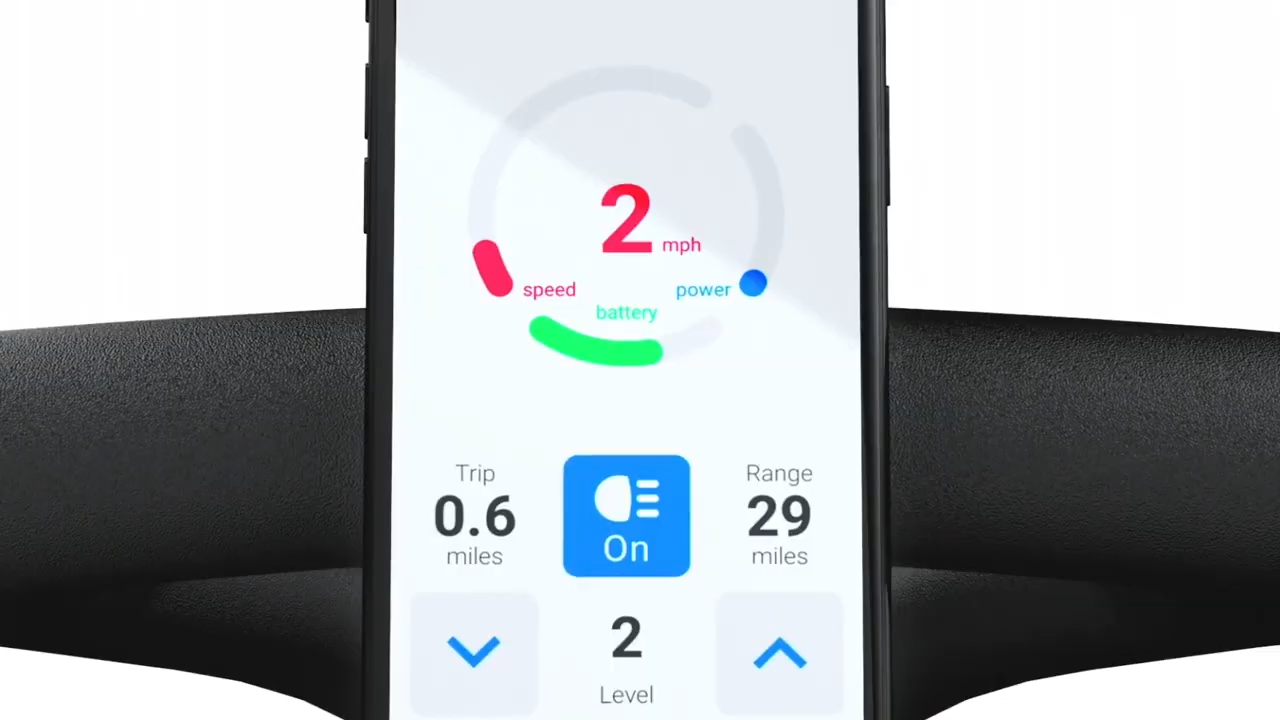 2 mph
speed
power
battery
Trip
0.6
miles
On
Range
29
miles
2
Level